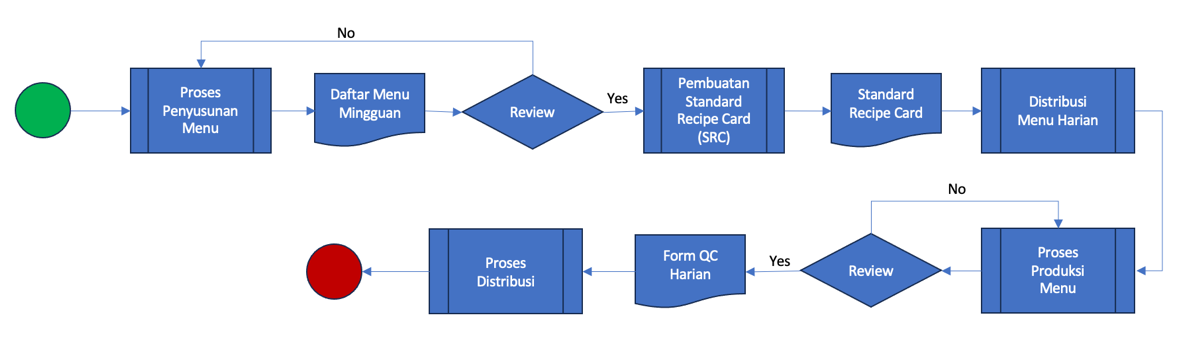 No
Proses
Penyusunan
Menu
Daftar Menu
Mingguan
Review
Yes
Pembuatan
Standard
Recipe Card
(SRC)
Standard
Recipe Card
Distribusi
Menu Harian
No
Proses
Produksi
Menu
Review
Yes
Form QC
Harian
Proses
Distribusi